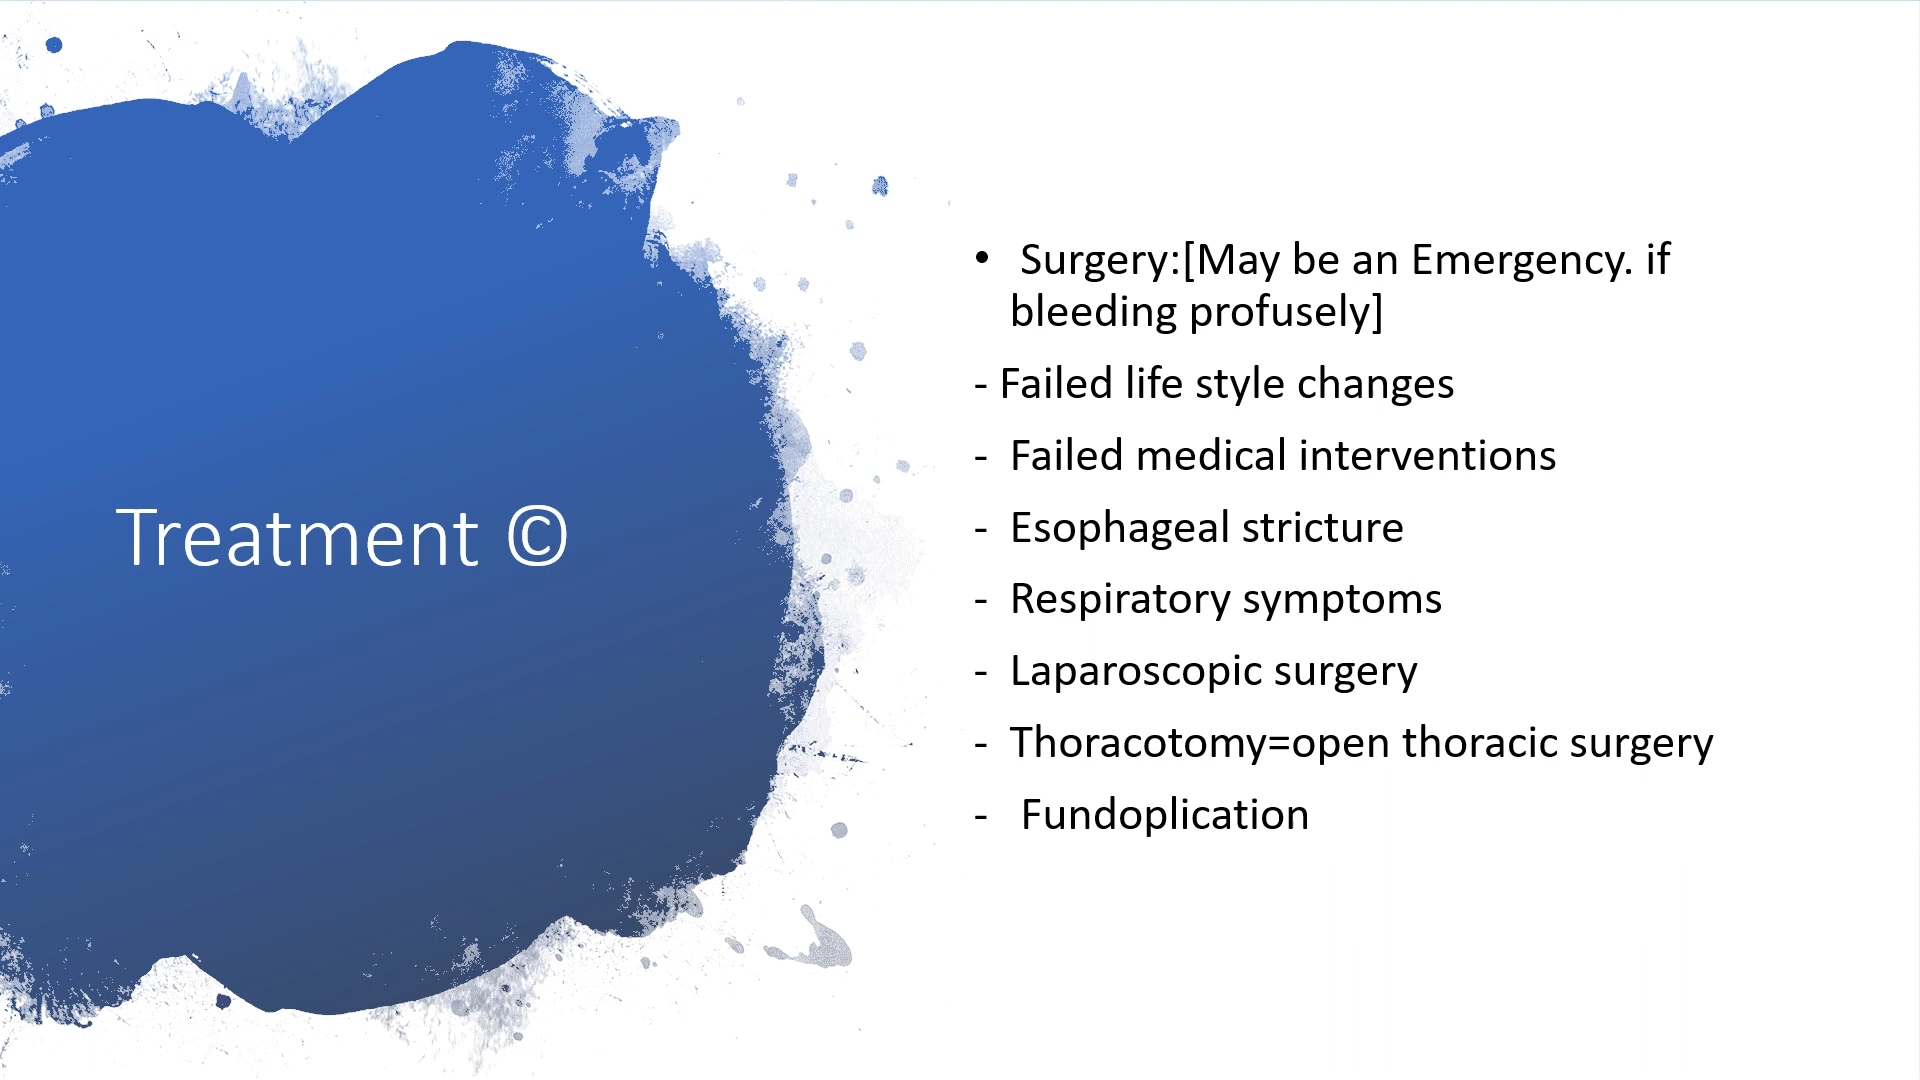 Treatment ©
• Surgery:[May be an Emergency. if
bleeding profusely]
- Failed life style changes
- Failed medical interventions
- Esophageal stricture
- Respiratory symptoms
- Laparoscopic surgery
- Thoracotomy=open thoracic surgery
- Fundoplication